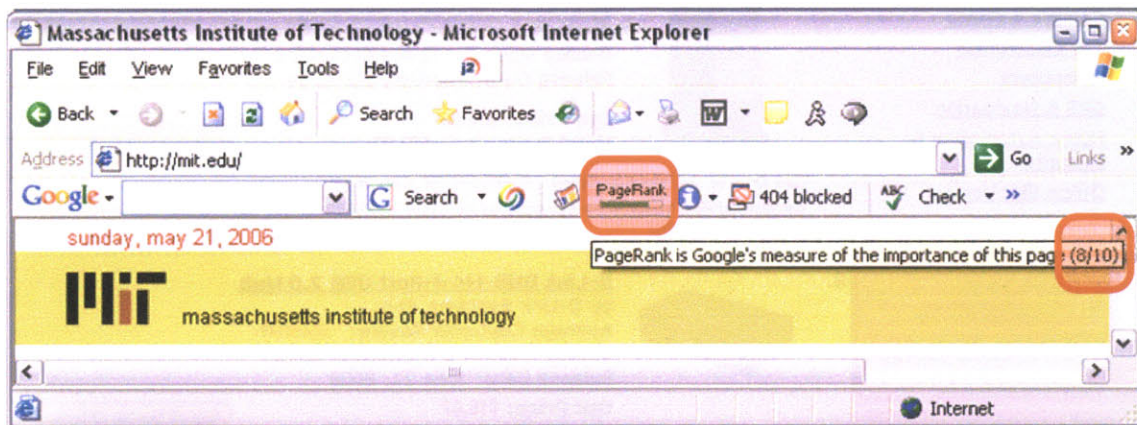 Massachusetts Institute of Technology - Microsoft Internet Explorer
File Edit View Favorites Tools Help
Back Search Favorites W
Address http://mit.edu/ Go Links »
Google G Search PageRank 404 blocked ABC Check »
sunday, may 21, 2006
PageRank is Google's measure of the importance of this page (8/10)
MIT massachusetts institute of technology
Internet